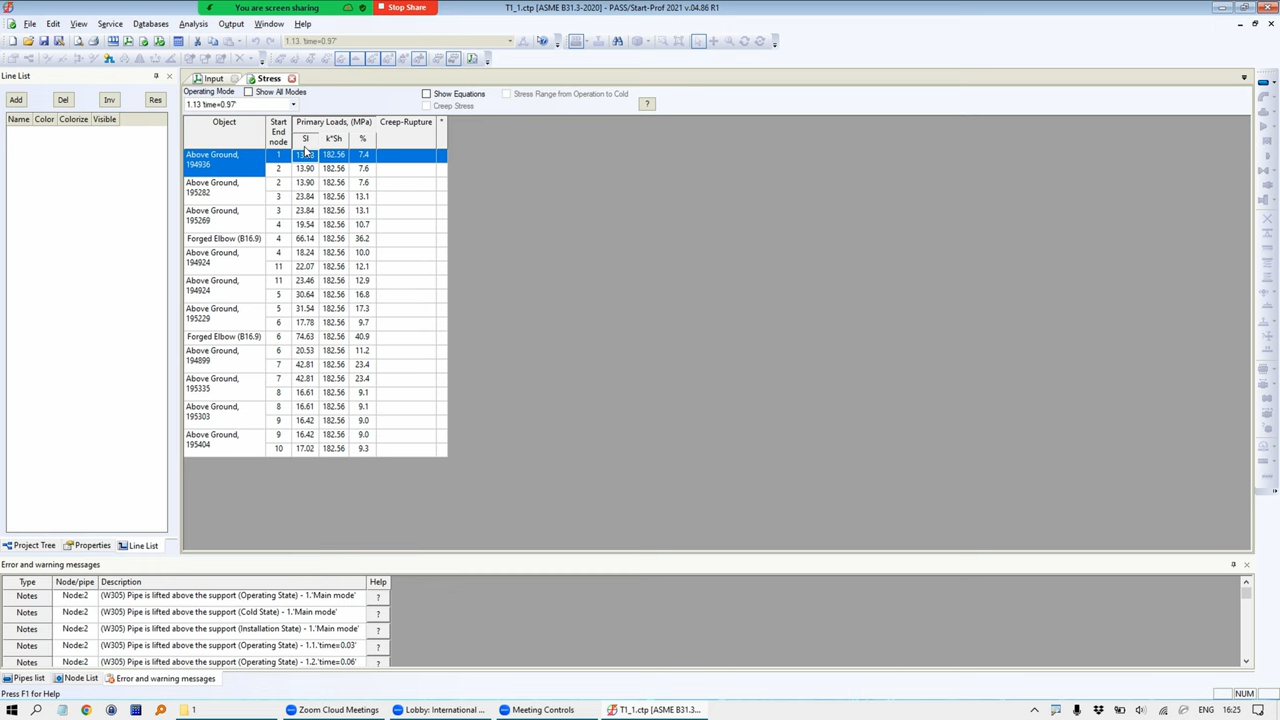 You are screen sharing
Stop Share
T1_1.ctp [ASME B31.3-2020] - PASS/Start-Prof 2021 v.04.86 R1
File Edit View Service Databases Analysis Output Window Help
1.13. 'time=0.97'
Line List
Add Del Inv Res
Name Color Colorize Visible
Input Stress
Operating Mode Show All Modes
1.13 'time=0.97'
Show Equations Stress Range from Operation to Cold
Creep Stress
?
Object Start End node Primary Loads, (MPa) Creep-Rupture *
Sl k*Sh %
Above Ground, 194936 1 182.56 7.4
2 13.90 182.56 7.6
Above Ground, 195282 2 13.90 182.56 7.6
3 23.84 182.56 13.1
Above Ground, 195269 3 23.84 182.56 13.1
4 19.54 182.56 10.7
Forged Elbow (B16.9) 4 66.14 182.56 36.2
Above Ground, 194924 4 18.24 182.56 10.0
11 22.07 182.56 12.1
Above Ground, 194924 11 23.46 182.56 12.9
5 30.64 182.56 16.8
Above Ground, 195229 5 31.54 182.56 17.3
6 17.78 182.56 9.7
Forged Elbow (B16.9) 6 74.63 182.56 40.9
Above Ground, 194899 6 20.53 182.56 11.2
7 42.81 182.56 23.4
Above Ground, 195335 7 42.81 182.56 23.4
8 16.61 182.56 9.1
Above Ground, 195303 8 16.61 182.56 9.1
9 16.42 182.56 9.0
Above Ground, 195404 9 16.42 182.56 9.0
10 17.02 182.56 9.3
Project Tree Properties Line List
Error and warning messages
Type Node/pipe Description Help
Notes Node:2 (W305) Pipe is lifted above the support (Operating State) - 1.'Main mode' ?
Notes Node:2 (W305) Pipe is lifted above the support (Cold State) - 1.'Main mode' ?
Notes Node:2 (W305) Pipe is lifted above the support (Installation State) - 1.'Main mode' ?
Notes Node:2 (W305) Pipe is lifted above the support (Operating State) - 1.1.'time=0.03' ?
Notes Node:2 (W305) Pipe is lifted above the support (Operating State) - 1.2.'time=0.06' ?
Pipes list Node List Error and warning messages
Press F1 for Help
NUM
1 Zoom Cloud Meetings Lobby: International ... Meeting Controls T1_1.ctp [ASME B31.... ENG 16:25